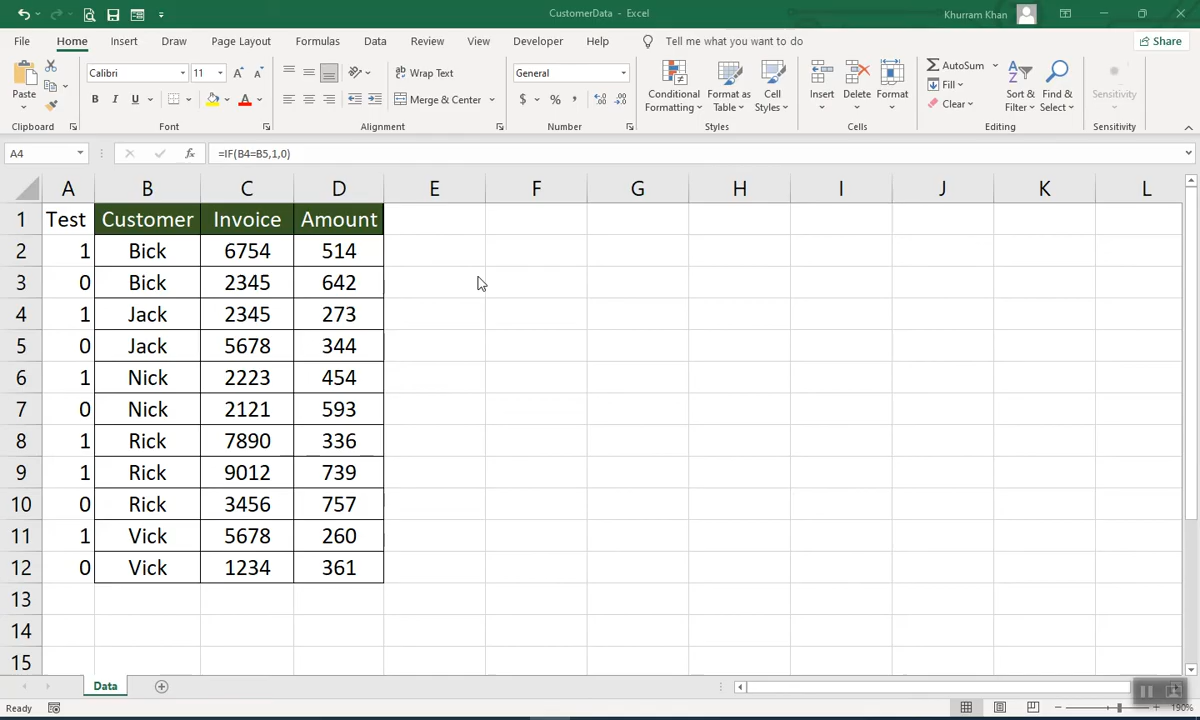 CustomerData - Excel
Khurram Khan
File Home Insert Draw Page Layout Formulas Data Review View Developer Help Tell me what you want to do Share
Paste
Clipboard
Calibri 11
B I U
Font
Wrap Text
Merge & Center
Alignment
General
$ % ,
Number
Conditional Formatting
Format as Table
Cell Styles
Styles
Insert Delete Format
Cells
AutoSum
Fill
Clear
Sort & Filter
Find & Select
Editing
Sensitivity
Sensitivity
A4 fx =IF(B4=B5,1,0)
A B C D E F G H I J K L
1 Test Customer Invoice Amount
2 1 Bick 6754 514
3 0 Bick 2345 642
4 1 Jack 2345 273
5 0 Jack 5678 344
6 1 Nick 2223 454
7 0 Nick 2121 593
8 1 Rick 7890 336
9 1 Rick 9012 739
10 0 Rick 3456 757
11 1 Vick 5678 260
12 0 Vick 1234 361
13
14
15
Data
Ready
190%